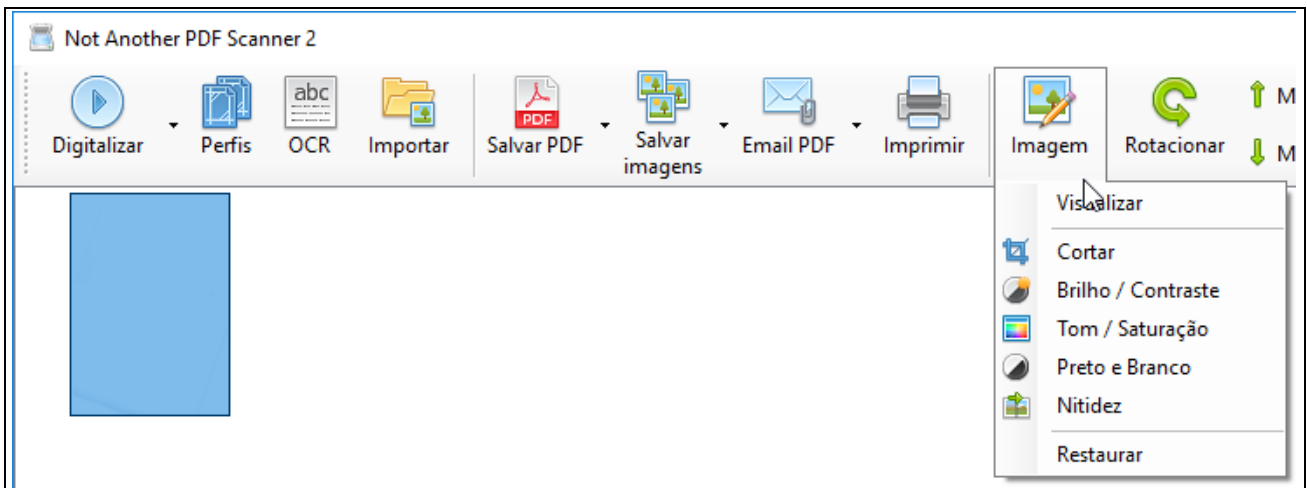 Not Another PDF Scanner 2
abc
PDF
Digitalizar
Perfis
OCR
Importar
Salvar PDF
Salvar
imagens
Email PDF
Imprimir
Imagem
Rotacionar
M
M
Visualizar
Cortar
Brilho / Contraste
Tom / Saturação
Preto e Branco
Nitidez
Restaurar